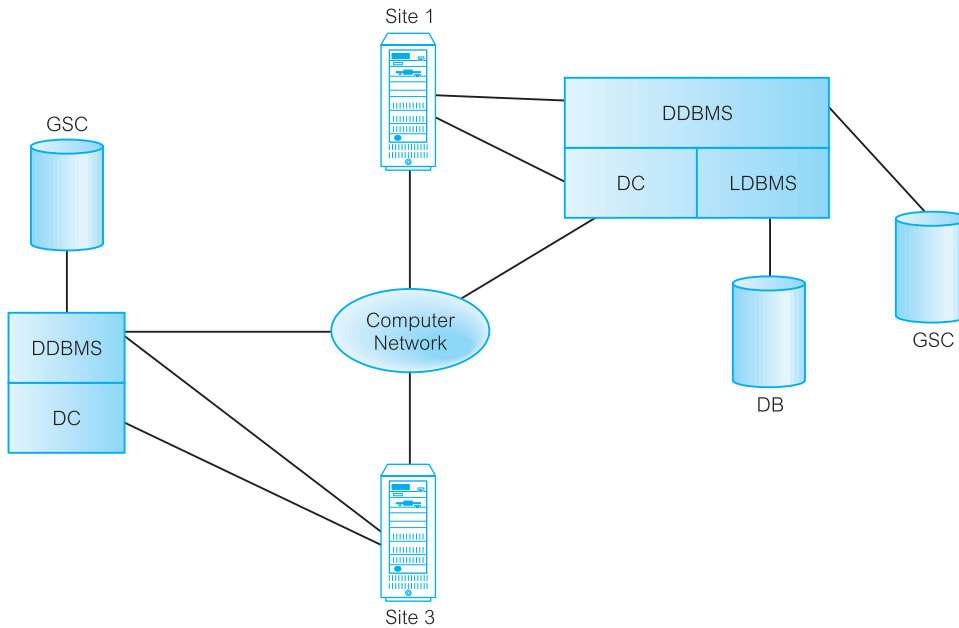 Site 1
GSC
DDBMS
DC
LDBMS
Computer
Network
DDBMS
DC
GSC
DB
Site 3